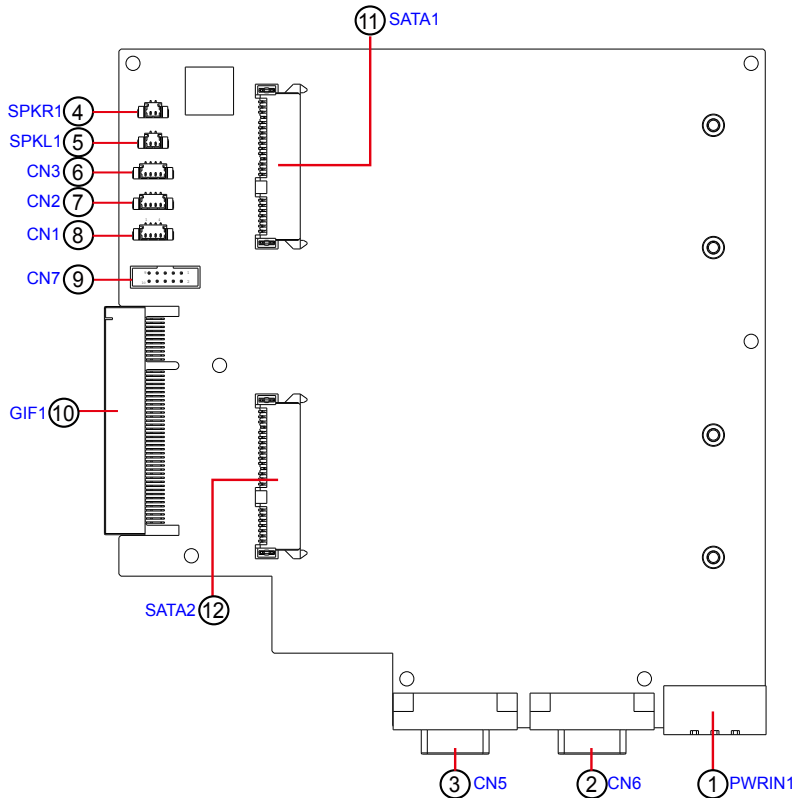 11 SATA1
SPKR1 4
SPKL1 5
CN3 6
CN2 7
CN1 8
CN7 9
GIF1 10
SATA2 12
3 CN5
2 CN6
1 PWRIN1